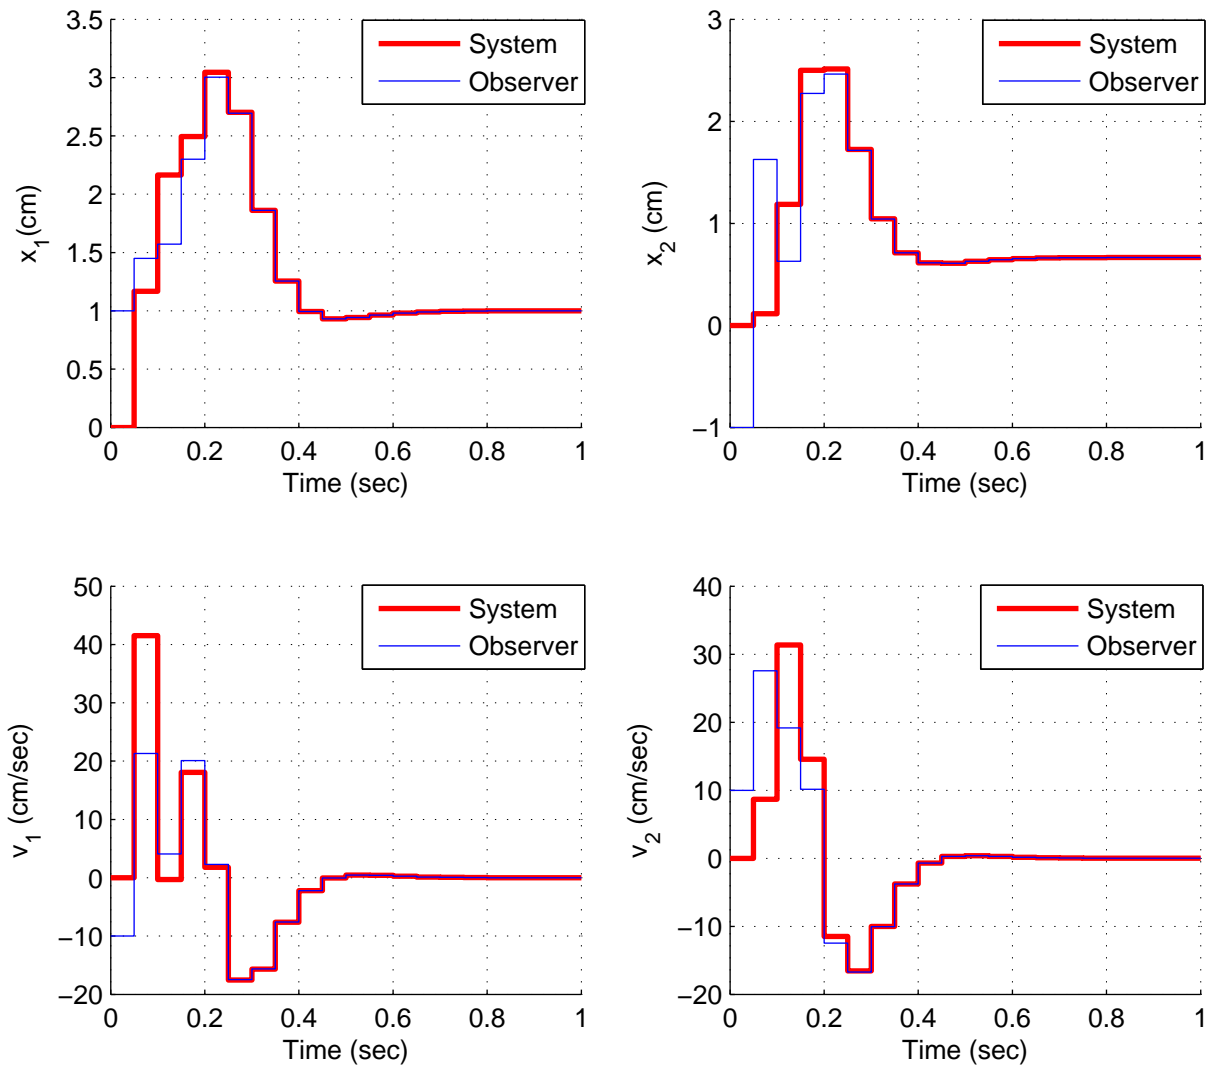 3.5
3
2.5
2
1.5
1
0.5
0
x_1(cm)
System
Observer
0 0.2 0.4 0.6 0.8 1
Time (sec)
3
2
1
0
−1
x_2 (cm)
System
Observer
0 0.2 0.4 0.6 0.8 1
Time (sec)
50
40
30
20
10
0
−10
−20
v_1 (cm/sec)
System
Observer
0 0.2 0.4 0.6 0.8 1
Time (sec)
40
30
20
10
0
−10
−20
v_2 (cm/sec)
System
Observer
0 0.2 0.4 0.6 0.8 1
Time (sec)